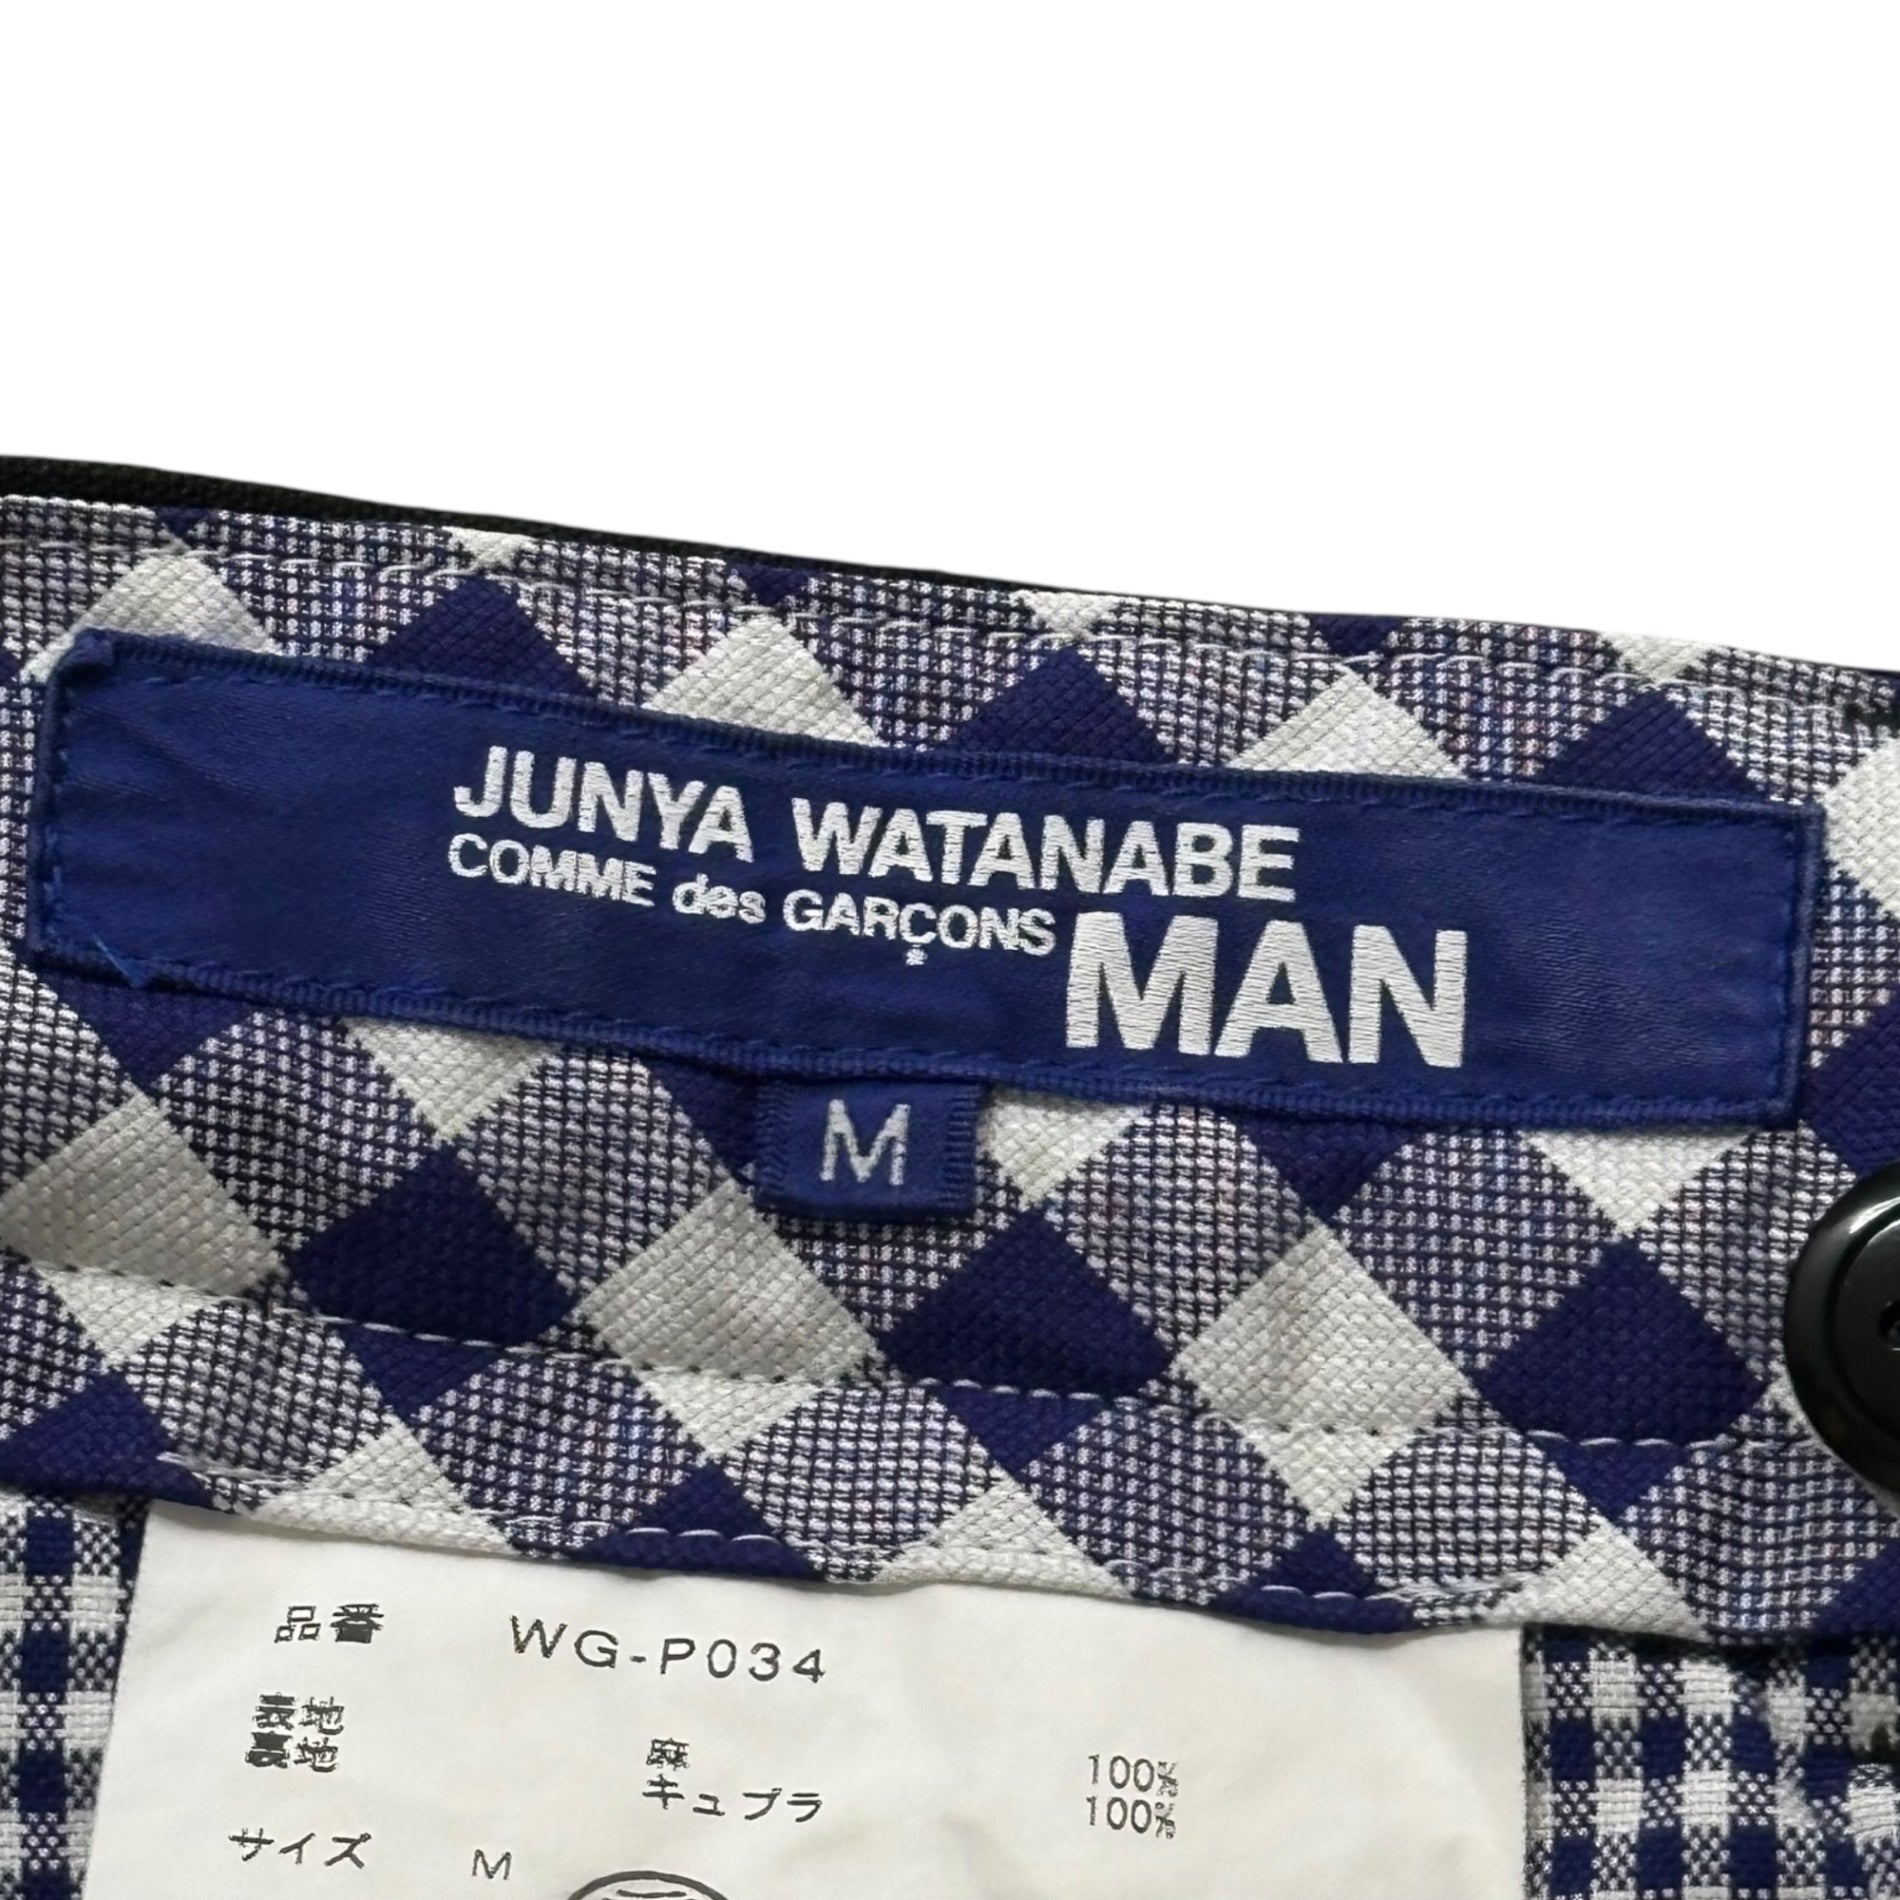 JUNYA WATANABE
COMME des GARÇONS MAN
M
品番 WG-P034
表地 麻 100%
裏地 キュプラ 100%
サイズ M